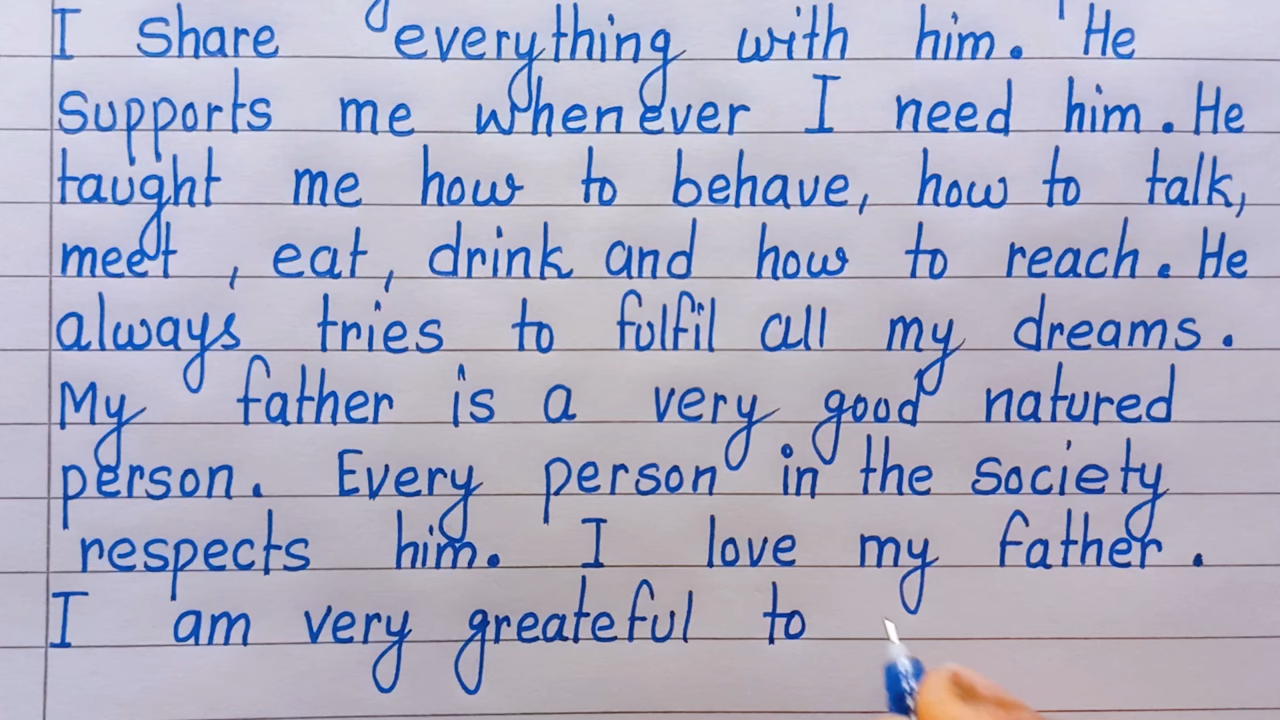 I share everything with him. He
supports me whenever I need him. He
taught me how to behave, how to talk,
meet , eat, drink and how to reach. He
always tries to fulfil all my dreams.
My father is a very good natured
person. Every person in the society
respects him. I love my father.
I am very greateful to